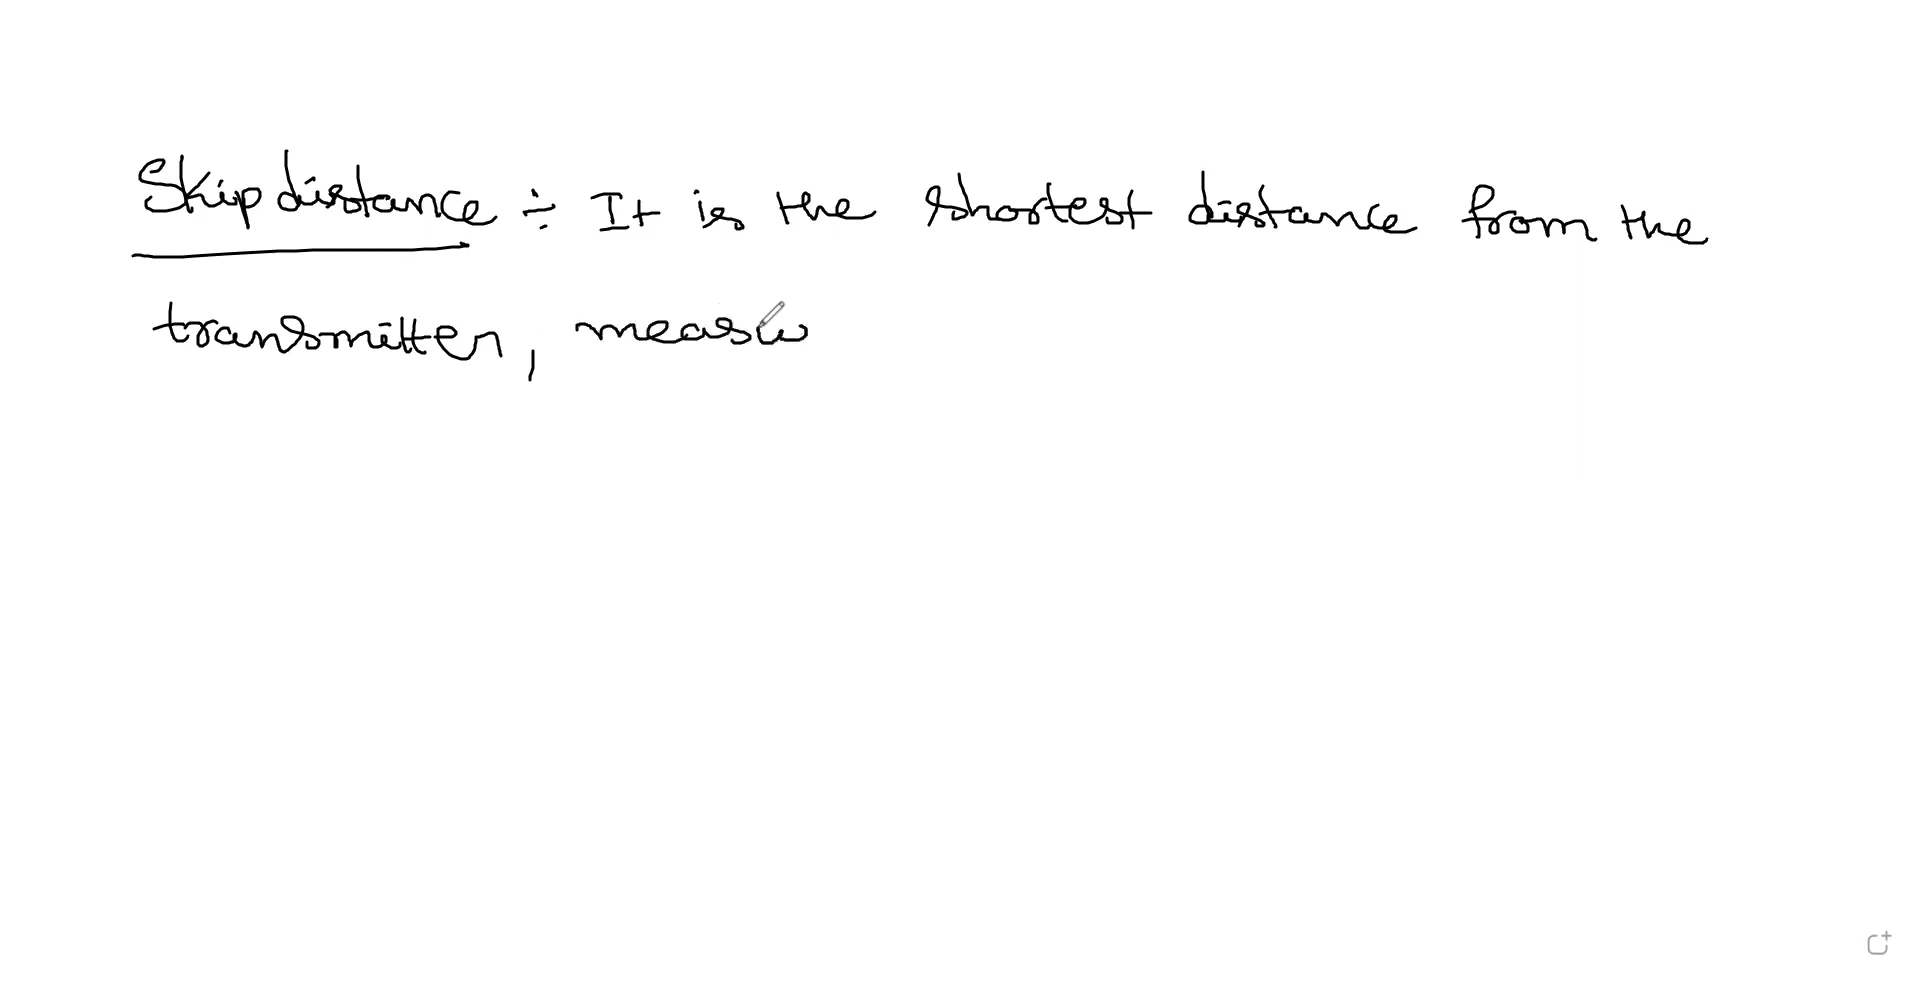 Skip distance ÷ It is the shortest distance from the
transmitter, measu